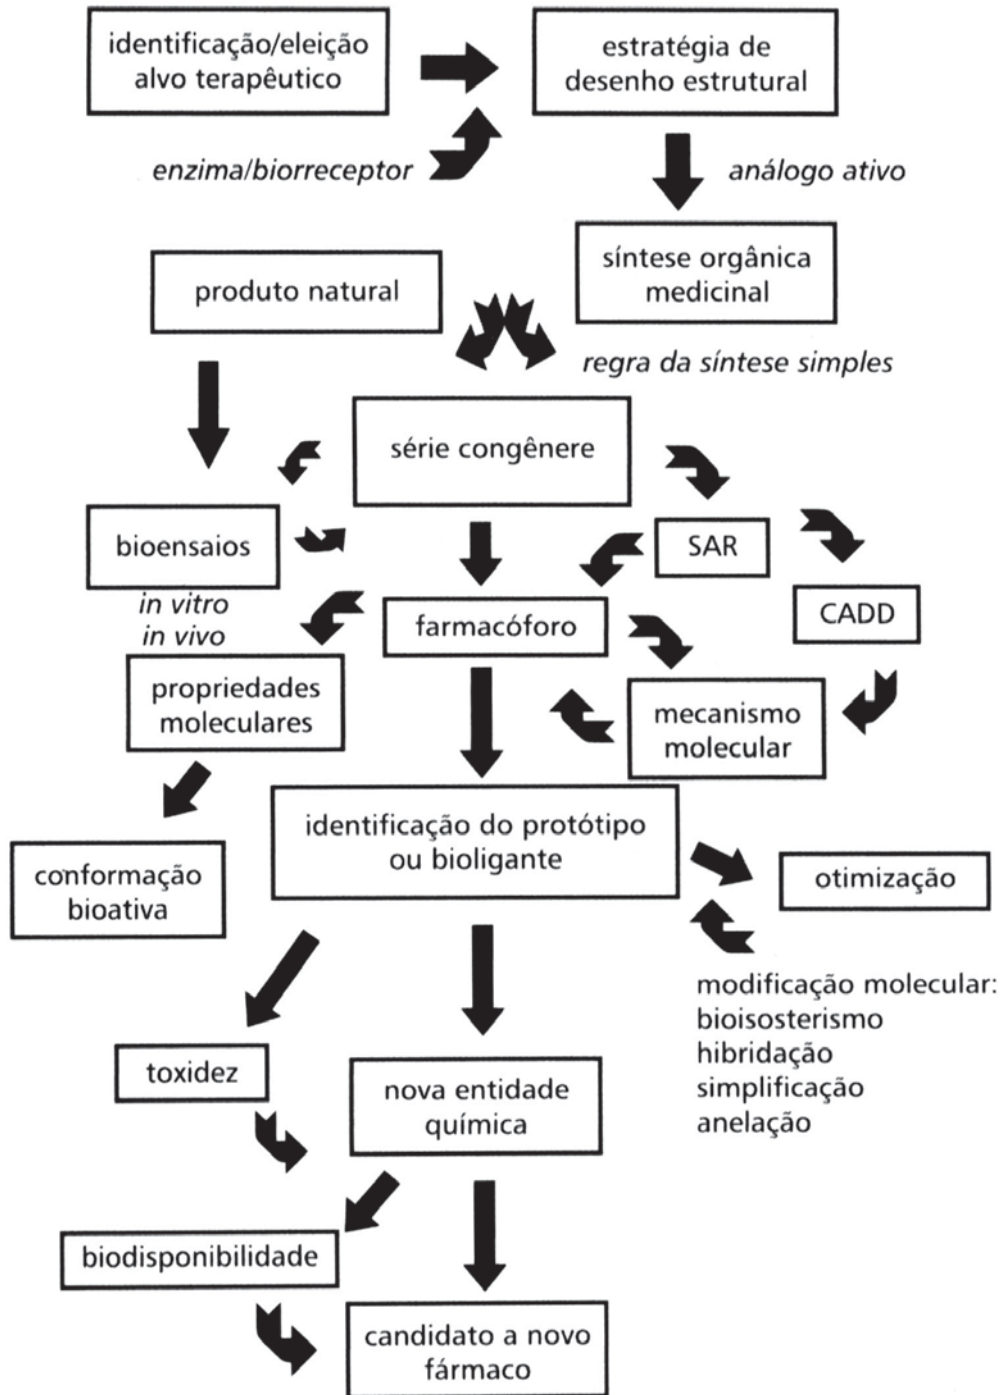 identificação/eleição
alvo terapêutico
estratégia de
desenho estrutural
enzima/biorreceptor
análogo ativo
produto natural
síntese orgânica
medicinal
regra da síntese simples
série congênere
bioensaios
in vitro
in vivo
SAR
CADD
farmacóforo
propriedades
moleculares
mecanismo
molecular
identificação do protótipo
ou bioligante
conformação
bioativa
otimização
modificação molecular:
bioisosterismo
hibridação
simplificação
anelação
toxidez
nova entidade
química
biodisponibilidade
candidato a novo
fármaco